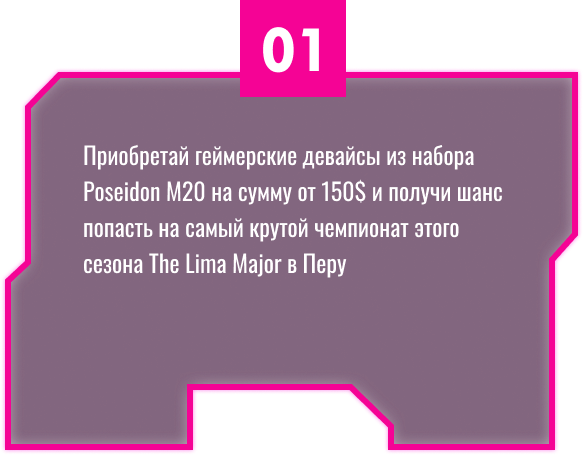 01
Приобретай геймерские девайсы из набора
Poseidon M20 на сумму от 150$ и получи шанс
попасть на самый крутой чемпионат этого
сезона The Lima Major в Перу